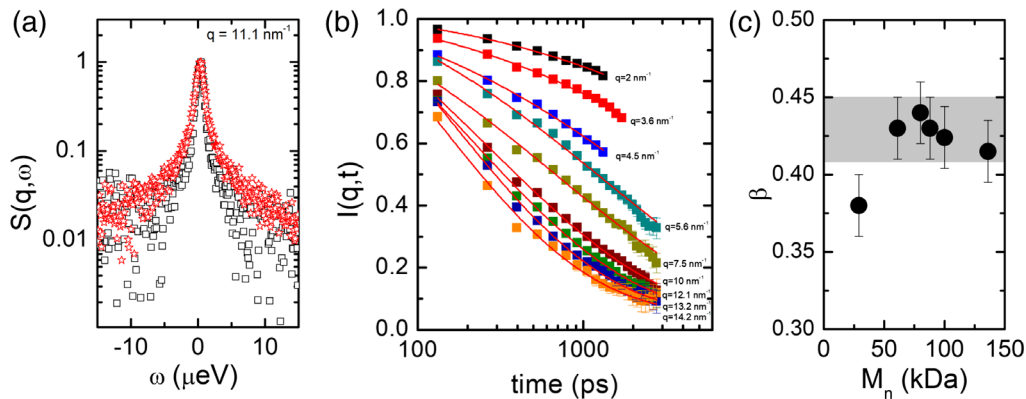 (a)
q = 11.1 nm⁻¹
S(q,ω)
1
0.1
0.01
-10 0 10
ω (μeV)
(b)
I(q,t)
1.0
0.8
0.6
0.4
0.2
0.0
q=2 nm⁻¹
q=3.6 nm⁻¹
q=4.5 nm⁻¹
q=5.6 nm⁻¹
q=7.5 nm⁻¹
q=10 nm⁻¹
q=12.1 nm⁻¹
q=13.2 nm⁻¹
q=14.2 nm⁻¹
100 1000
time (ps)
(c)
β
0.50
0.45
0.40
0.35
0.30
0 50 100 150
Mₙ (kDa)